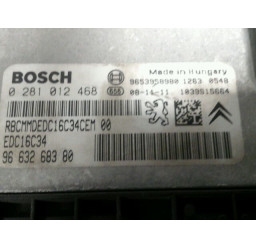 BOSCH
Made in Hungary
9653958980 1263 0548
0 281 012 468
08-14-11 1039S15664
RBCMMDEDC16C34CEM 00
EDC16C34
96 632 683 80